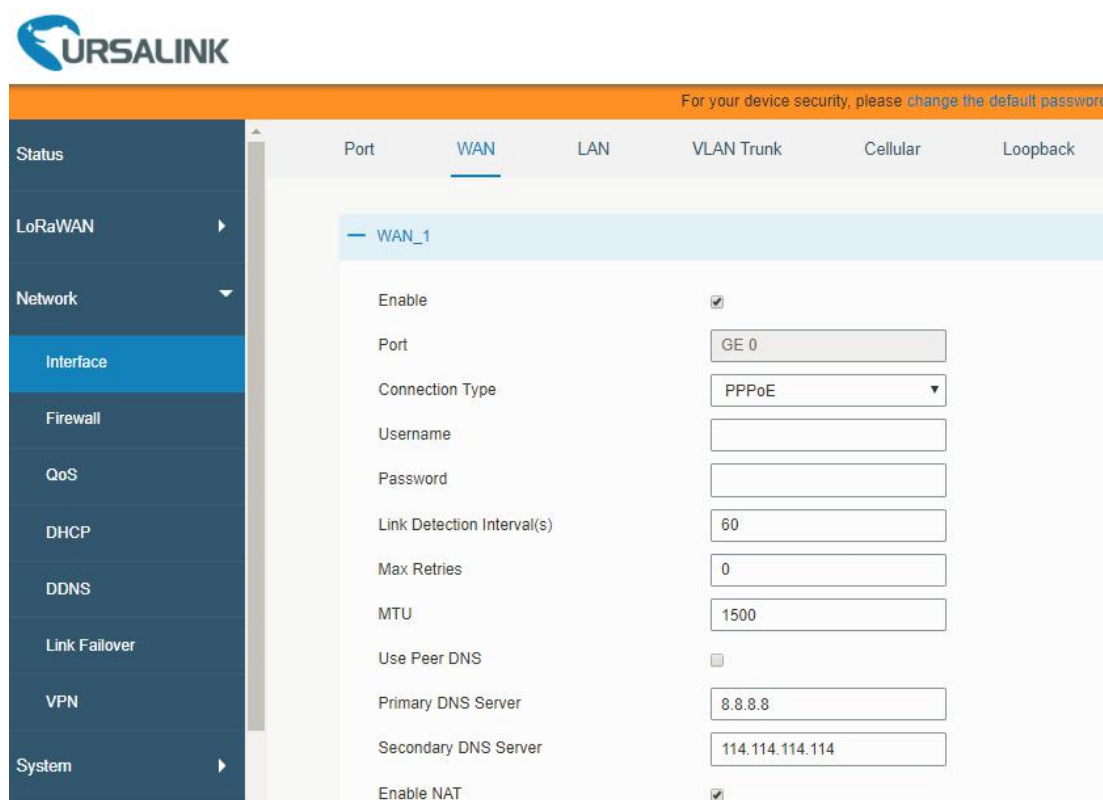 URSALINK
For your device security, please change the default password
Status
LoRaWAN
Network
Interface
Firewall
QoS
DHCP
DDNS
Link Failover
VPN
System
Port WAN LAN VLAN Trunk Cellular Loopback
WAN_1
Enable
Port GE 0
Connection Type PPPoE
Username
Password
Link Detection Interval(s) 60
Max Retries 0
MTU 1500
Use Peer DNS
Primary DNS Server 8.8.8.8
Secondary DNS Server 114.114.114.114
Enable NAT